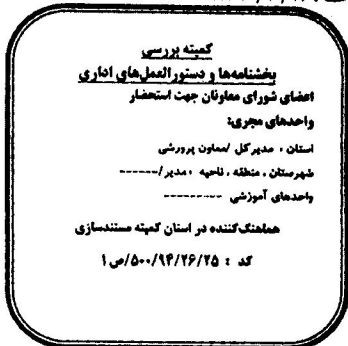 کمیته بررسی
بخشنامه‌ها و دستورالعمل‌های اداری
اعضای شورای معاونان جهت استحضار
واحدهای مجری:
استان ، مدیرکل /معاون پرورشی
شهرستان ، منطقه ، ناحیه ،مدیر/------
واحدهای آموزشی ---------
هماهنگ‌کننده در استان کمیته مستندسازی
کد : ۵۰۰/۹۴/۲۶/۲۵/ص۱